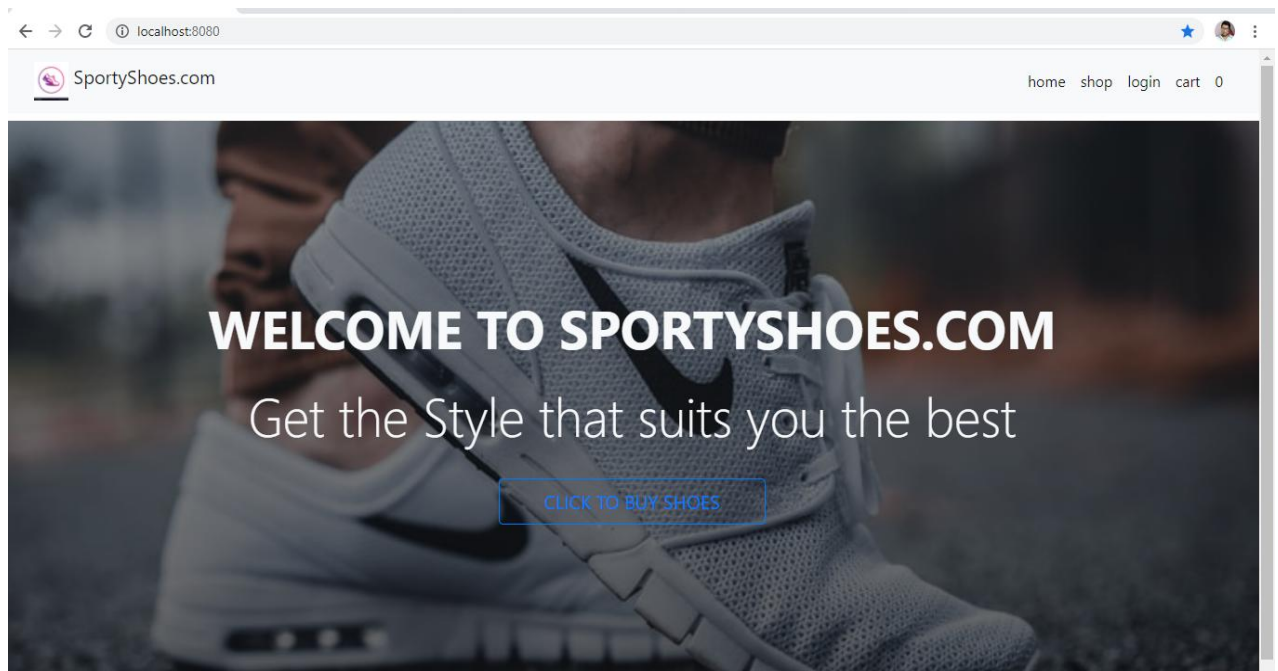 localhost:8080
SportyShoes.com
home shop login cart 0
WELCOME TO SPORTYSHOES.COM
Get the Style that suits you the best
CLICK TO BUY SHOES